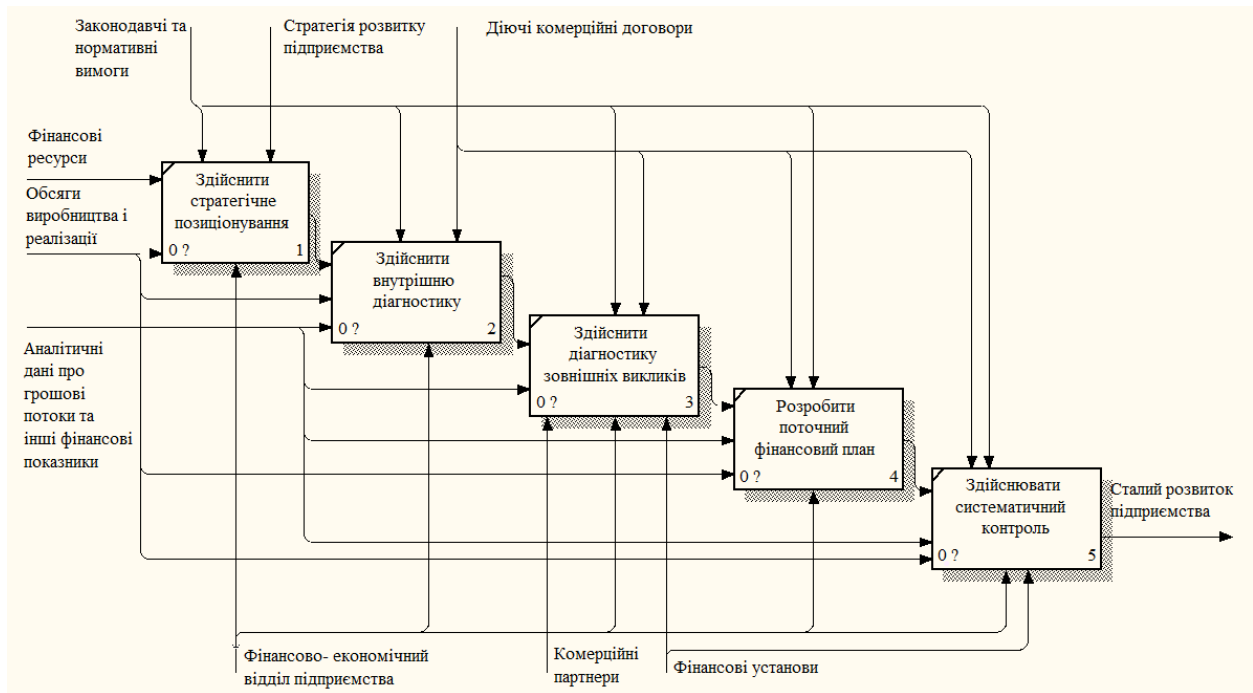 Законодавчі та
нормативні
вимоги
Стратегія розвитку
підприємства
Діючі комерційні договори
Фінансові
ресурси
Обсяги
виробництва і
реалізації
Аналітичні
дані про
грошові
потоки та
інші фінансові
показники
Здійснити
стратегічне
позиціонування
0 ? 1
Здійснити
внутрішню
діагностику
0 ? 2
Здійснити
діагностику
зовнішніх викликів
0 ? 3
Розробити
поточний
фінансовий план
0 ? 4
Здійснювати
систематичний
контроль
0 ? 5
Сталий розвиток
підприємства
Фінансово- економічний
відділ підприємства
Комерційні
партнери
Фінансові установи